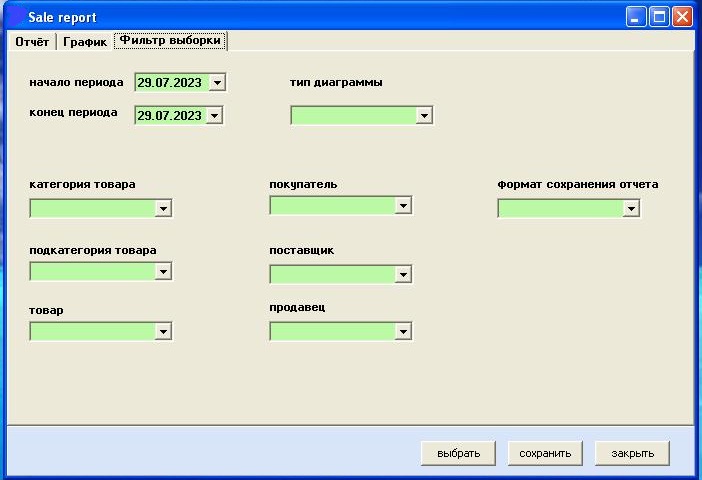 Sale report
Отчёт График Фильтр выборки
начало периода 29.07.2023 тип диаграммы
конец периода 29.07.2023
категория товара покупатель Формат сохранения отчета
подкатегория товара поставщик
товар продавец
выбрать сохранить закрыть